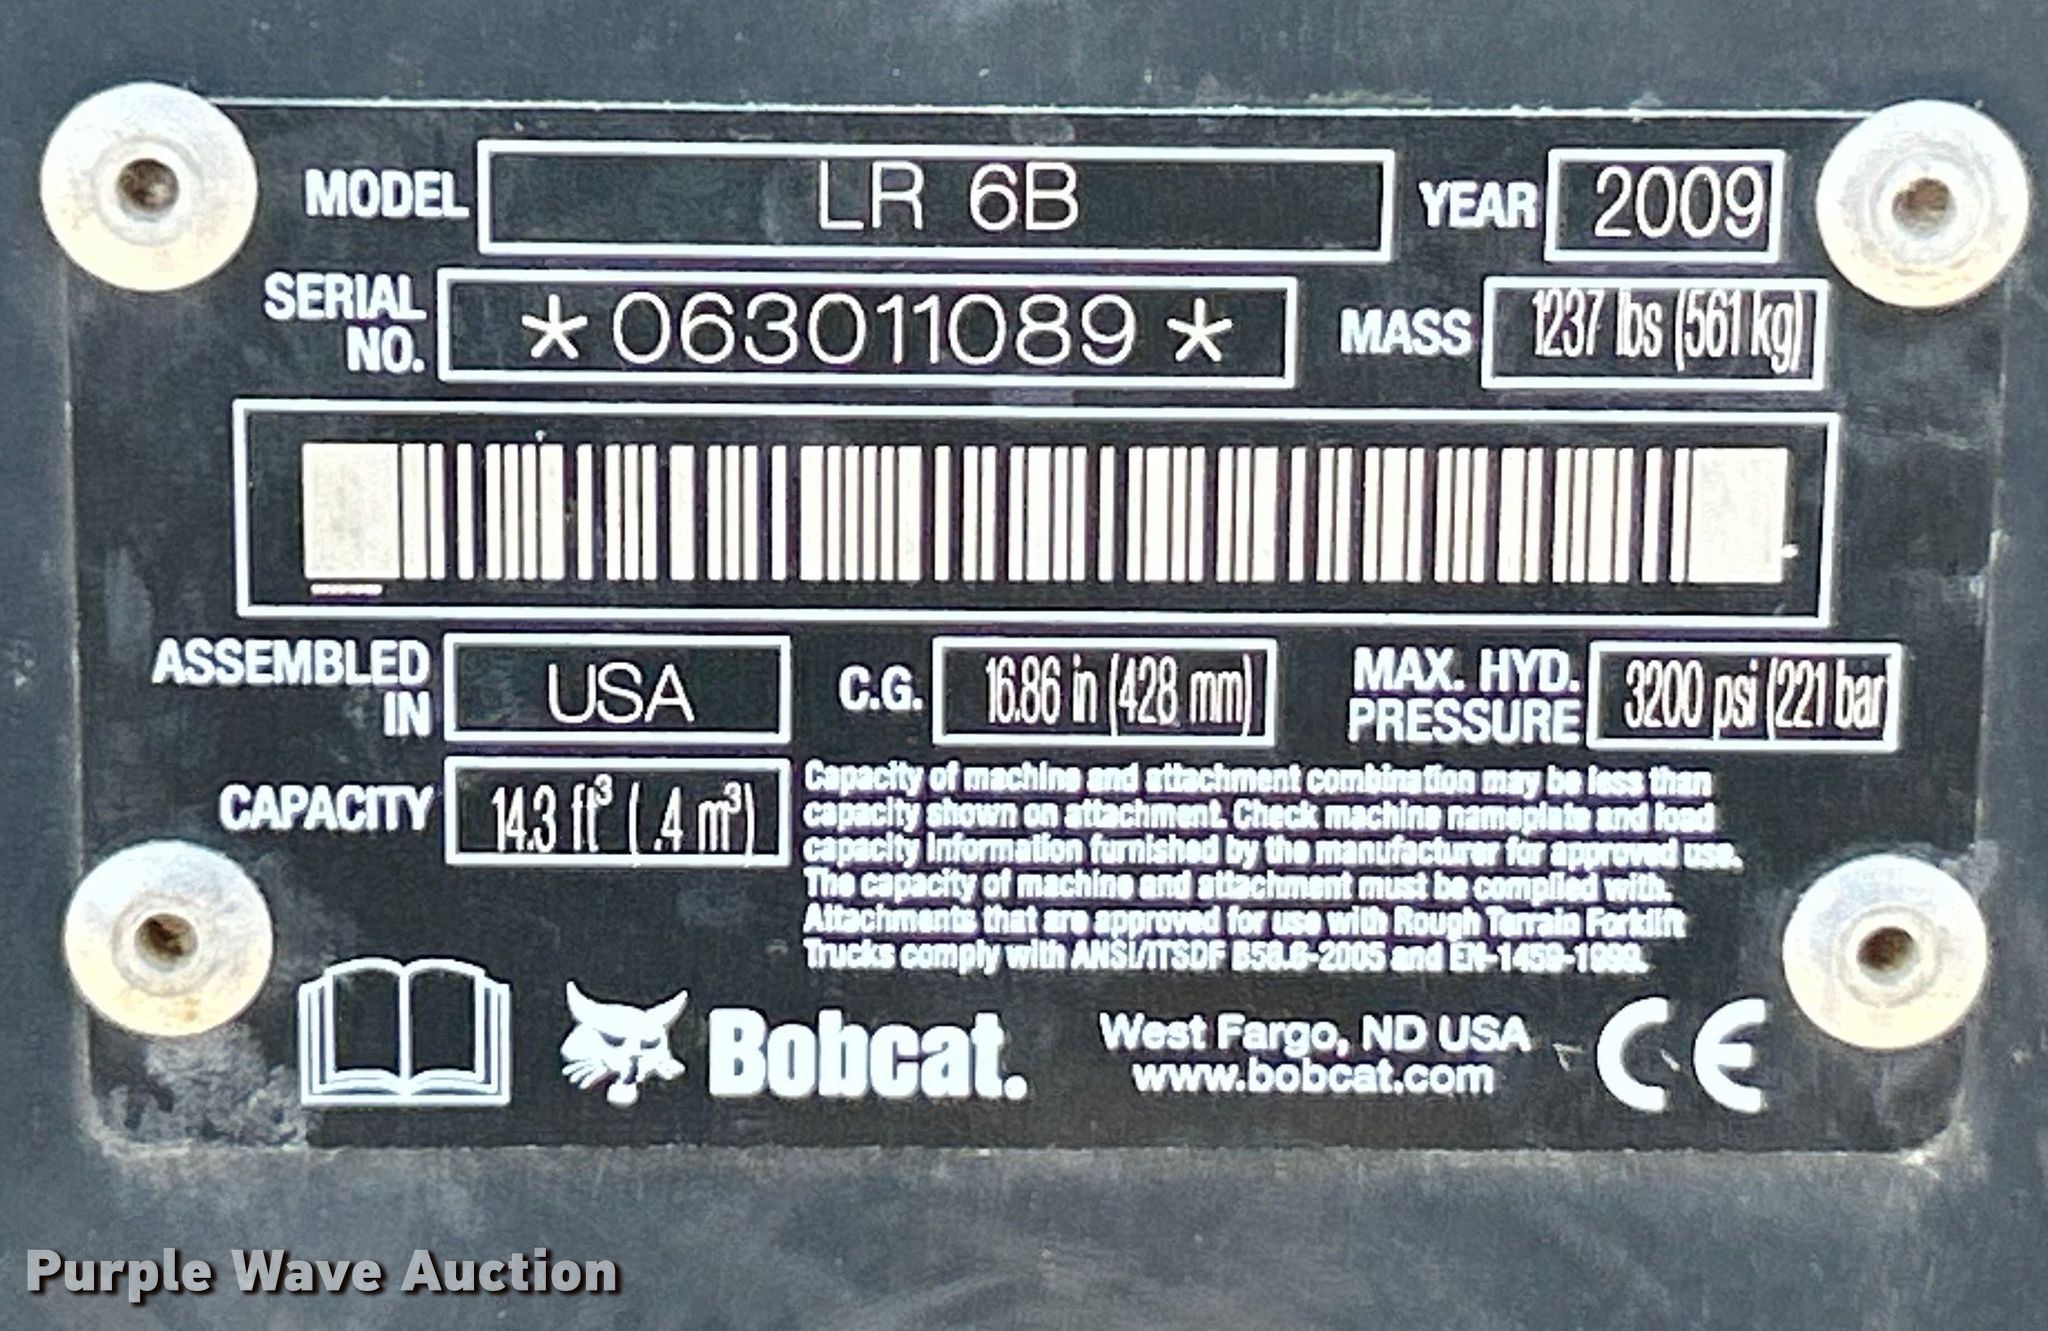 MODEL LR 6B YEAR 2009
SERIAL NO. *063011089* MASS 1237 lbs (561 kg)
ASSEMBLED IN USA C.G. 16.86 in (428 mm) MAX. HYD. PRESSURE 3200 psi (221 bar
CAPACITY 14.3 ft³ ( .4 m³)
Capacity of machine and attachment combination may be less than
capacity shown on attachment. Check machine nameplate and load
capacity information furnished by the manufacturer for approved use.
The capacity of machine and attachment must be complied with.
Attachments that are approved for use with Rough Terrain Forklift
Trucks comply with ANSI/ITSDF B56.6-2005 and EN-1459-1999.
Bobcat.
West Fargo, ND USA
www.bobcat.com
CE
Purple Wave Auction